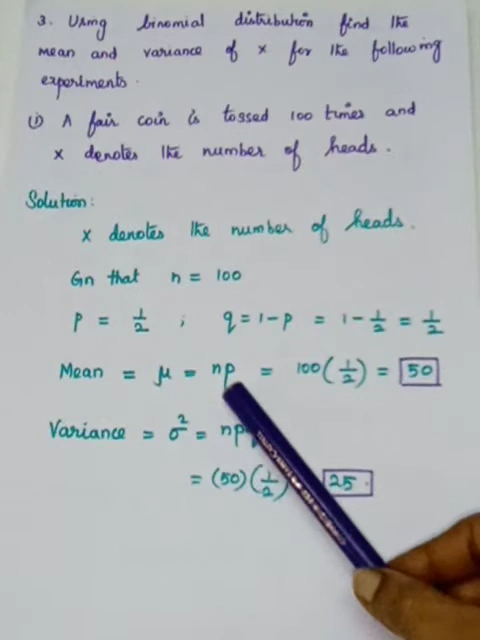 3. Using binomial distribution find the
mean and variance of x for the following
experiments.
(i) A fair coin is tossed 100 times and
x denotes the number of heads.
Solution:
x denotes the number of heads.
Gn that n = 100
P = 1/2 ; q = 1-p = 1 - 1/2 = 1/2
Mean = μ = np = 100(1/2) = 50
Variance = σ² = np
= (50)(1/2) 25.